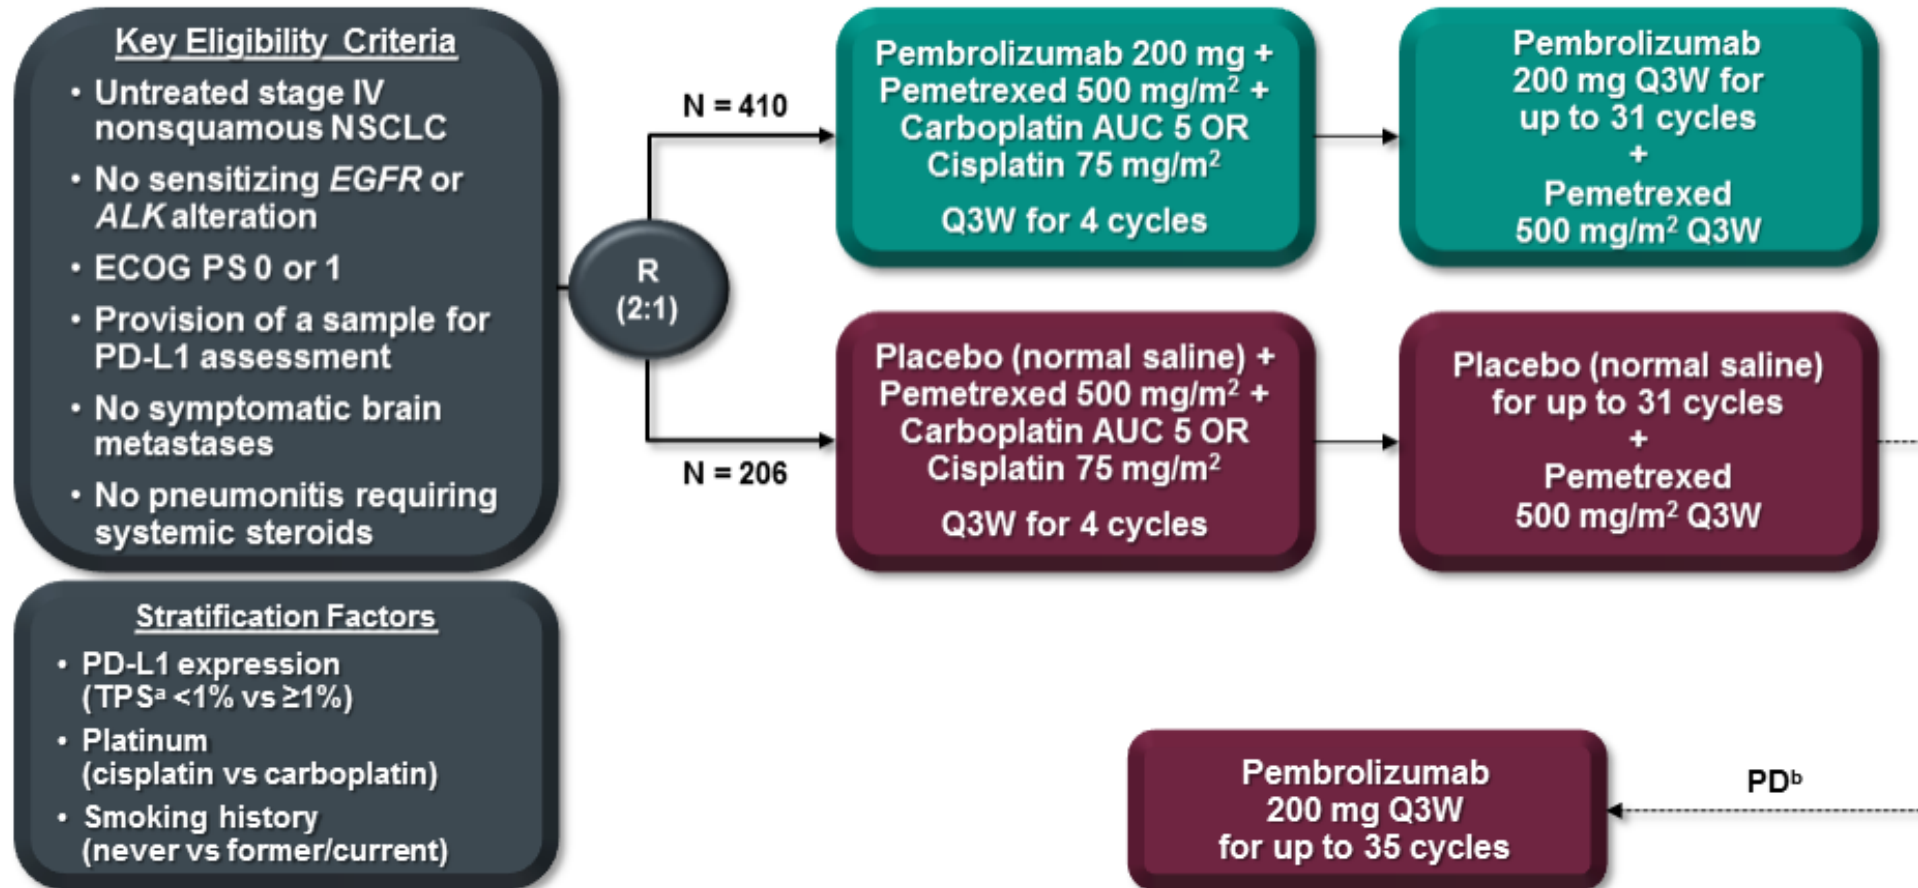 Key Eligibility Criteria
• Untreated stage IV
nonsquamous NSCLC
• No sensitizing EGFR or
ALK alteration
• ECOG PS 0 or 1
• Provision of a sample for
PD-L1 assessment
• No symptomatic brain
metastases
• No pneumonitis requiring
systemic steroids
Stratification Factors
• PD-L1 expression
(TPSᵃ <1% vs ≥1%)
• Platinum
(cisplatin vs carboplatin)
• Smoking history
(never vs former/current)
R
(2:1)
N = 410
Pembrolizumab 200 mg +
Pemetrexed 500 mg/m² +
Carboplatin AUC 5 OR
Cisplatin 75 mg/m²
Q3W for 4 cycles
Pembrolizumab
200 mg Q3W for
up to 31 cycles
+
Pemetrexed
500 mg/m² Q3W
N = 206
Placebo (normal saline) +
Pemetrexed 500 mg/m² +
Carboplatin AUC 5 OR
Cisplatin 75 mg/m²
Q3W for 4 cycles
Placebo (normal saline)
for up to 31 cycles
+
Pemetrexed
500 mg/m² Q3W
PDᵇ
Pembrolizumab
200 mg Q3W
for up to 35 cycles